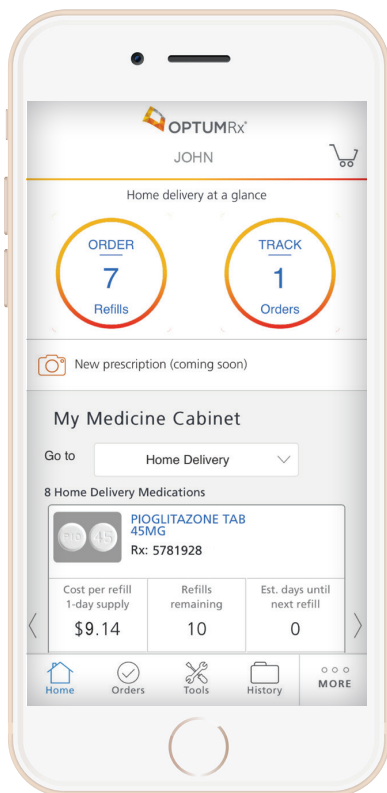 OPTUMRx®
JOHN
Home delivery at a glance
ORDER
7
Refills
TRACK
1
Orders
New prescription (coming soon)
My Medicine Cabinet
Go to
Home Delivery
8 Home Delivery Medications
PIO 45
PIOGLITAZONE TAB
45MG
Rx: 5781928
Cost per refill
1-day supply
$9.14
Refills
remaining
10
Est. days until
next refill
0
Home
Orders
Tools
History
MORE